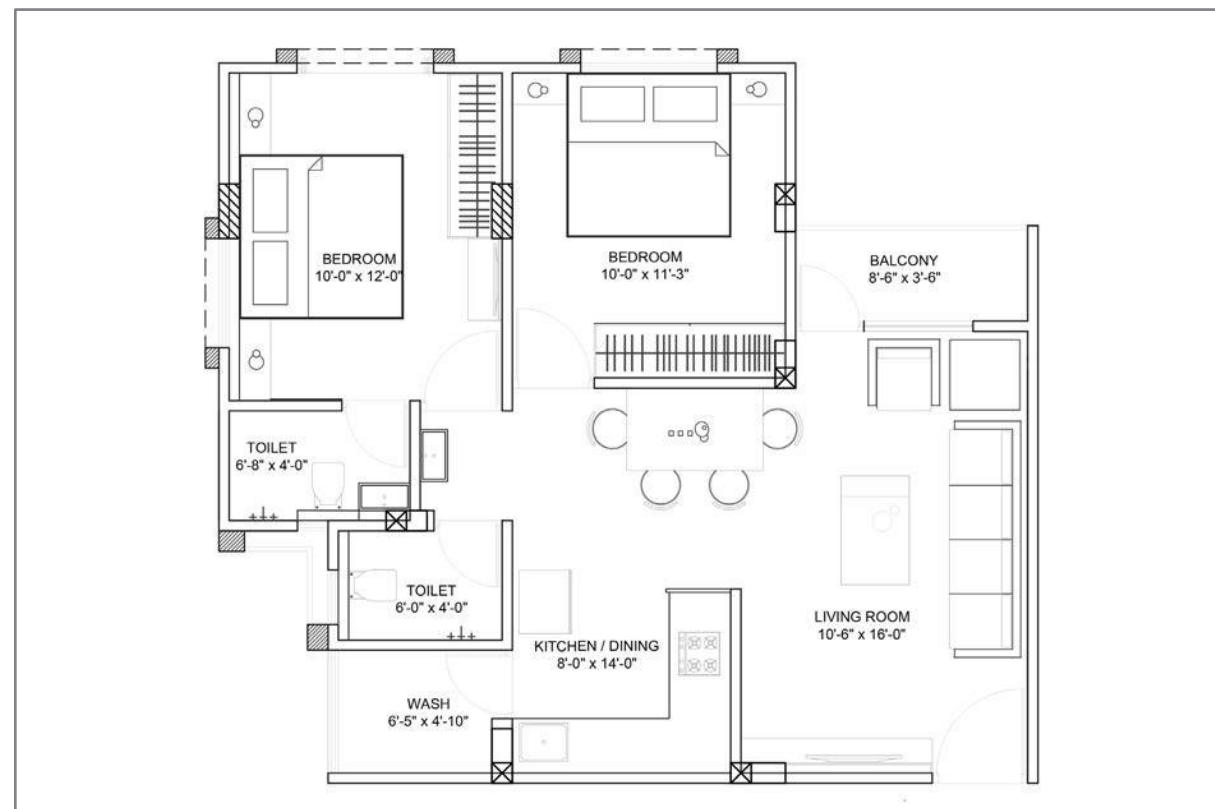 BEDROOM
10'-0" x 12'-0"
BEDROOM
10'-0" x 11'-3"
BALCONY
8'-6" x 3'-6"
TOILET
6'-8" x 4'-0"
TOILET
6'-0" x 4'-0"
LIVING ROOM
10'-6" x 16'-0"
KITCHEN / DINING
8'-0" x 14'-0"
WASH
6'-5" x 4'-10"